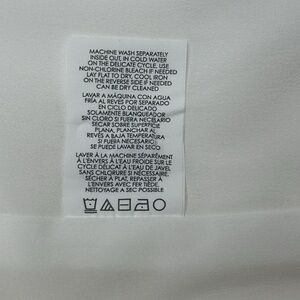 MACHINE WASH SEPARATELY
INSIDE OUT, IN COLD WATER
ON THE DELICATE CYCLE, USE
NON-CHLORINE BLEACH IF NEEDED
LAY FLAT TO DRY, COOL IRON
ON THE REVERSE SIDE IF NEEDED
CAN BE DRY CLEANED
LAVAR A MÁQUINA CON AGUA
FRÍA AL REVES POR SEPARADO
EN CICLO DELICADO
SOLAMENTE BLANQUEADOR
SIN CLORO SI FUERA NECESARIO
SECAR SOBRE SUPERFICIE
PLANA, PLANCHAR AL
REVÉS A BAJA TEMPERATURA
SI FUERA NECESARIO
SE PUEDE LAVAR EN SECO
LAVER À LA MACHINE SÉPARÉMENT
À L'ENVERS À L'EAU FROIDE SUR LE
CYCLE DÉLICAT À L'EAU DE JAVEL
SANS CHLORURE SI NÉCESSAIRE.
SÉCHER À PLAT, REPASSER À
L'ENVERS AVEC FER TIÈDE.
NETTOYAGE A SEC OK